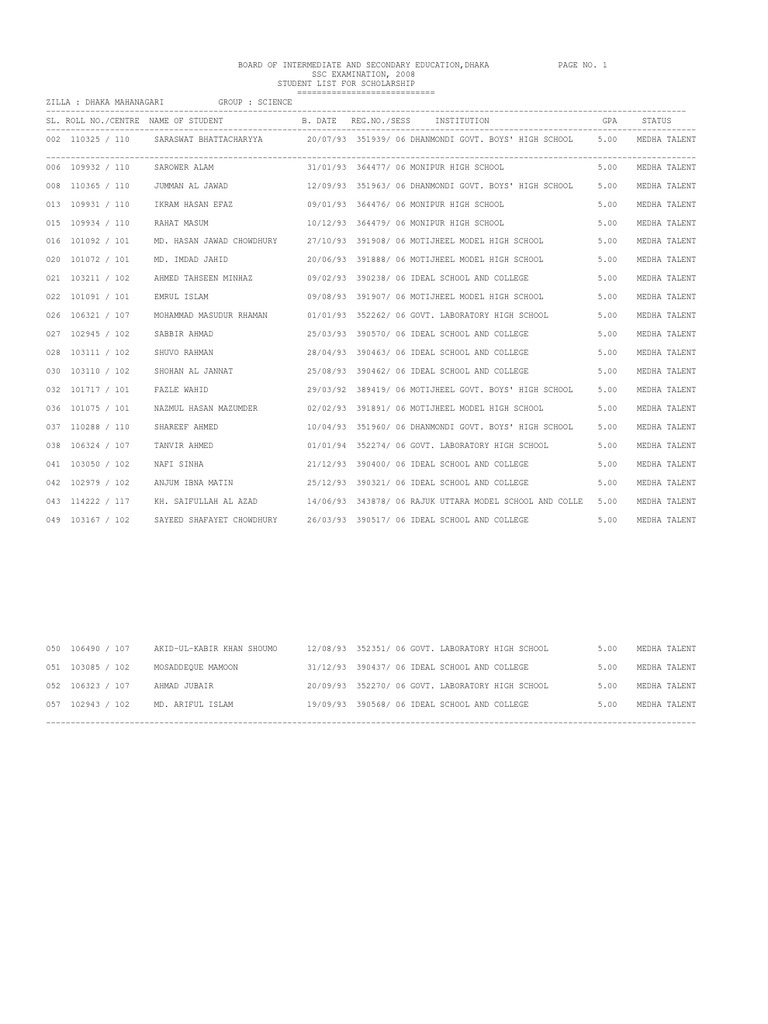 BOARD OF INTERMEDIATE AND SECONDARY EDUCATION,DHAKA PAGE NO. 1
SSC EXAMINATION, 2008
STUDENT LIST FOR SCHOLARSHIP
============================
ZILLA : DHAKA MAHANAGARI GROUP : SCIENCE
SL. ROLL NO./CENTRE NAME OF STUDENT B. DATE REG.NO./SESS INSTITUTION GPA STATUS
002 110325 / 110 SARASWAT BHATTACHARYYA 20/07/93 351939/ 06 DHANMONDI GOVT. BOYS' HIGH SCHOOL 5.00 MEDHA TALENT
006 109932 / 110 SAROWER ALAM 31/01/93 364477/ 06 MONIPUR HIGH SCHOOL 5.00 MEDHA TALENT
008 110365 / 110 JUMMAN AL JAWAD 12/09/93 351963/ 06 DHANMONDI GOVT. BOYS' HIGH SCHOOL 5.00 MEDHA TALENT
013 109931 / 110 IKRAM HASAN EFAZ 09/01/93 364476/ 06 MONIPUR HIGH SCHOOL 5.00 MEDHA TALENT
015 109934 / 110 RAHAT MASUM 10/12/93 364479/ 06 MONIPUR HIGH SCHOOL 5.00 MEDHA TALENT
016 101092 / 101 MD. HASAN JAWAD CHOWDHURY 27/10/93 391908/ 06 MOTIJHEEL MODEL HIGH SCHOOL 5.00 MEDHA TALENT
020 101072 / 101 MD. IMDAD JAHID 20/06/93 391888/ 06 MOTIJHEEL MODEL HIGH SCHOOL 5.00 MEDHA TALENT
021 103211 / 102 AHMED TAHSEEN MINHAZ 09/02/93 390238/ 06 IDEAL SCHOOL AND COLLEGE 5.00 MEDHA TALENT
022 101091 / 101 EMRUL ISLAM 09/08/93 391907/ 06 MOTIJHEEL MODEL HIGH SCHOOL 5.00 MEDHA TALENT
026 106321 / 107 MOHAMMAD MASUDUR RHAMAN 01/01/93 352262/ 06 GOVT. LABORATORY HIGH SCHOOL 5.00 MEDHA TALENT
027 102945 / 102 SABBIR AHMAD 25/03/93 390570/ 06 IDEAL SCHOOL AND COLLEGE 5.00 MEDHA TALENT
028 103111 / 102 SHUVO RAHMAN 28/04/93 390463/ 06 IDEAL SCHOOL AND COLLEGE 5.00 MEDHA TALENT
030 103110 / 102 SHOHAN AL JANNAT 25/08/93 390462/ 06 IDEAL SCHOOL AND COLLEGE 5.00 MEDHA TALENT
032 101717 / 101 FAZLE WAHID 29/03/92 389419/ 06 MOTIJHEEL GOVT. BOYS' HIGH SCHOOL 5.00 MEDHA TALENT
036 101075 / 101 NAZMUL HASAN MAZUMDER 02/02/93 391891/ 06 MOTIJHEEL MODEL HIGH SCHOOL 5.00 MEDHA TALENT
037 110288 / 110 SHAREEF AHMED 10/04/93 351960/ 06 DHANMONDI GOVT. BOYS' HIGH SCHOOL 5.00 MEDHA TALENT
038 106324 / 107 TANVIR AHMED 01/01/94 352274/ 06 GOVT. LABORATORY HIGH SCHOOL 5.00 MEDHA TALENT
041 103050 / 102 NAFI SINHA 21/12/93 390400/ 06 IDEAL SCHOOL AND COLLEGE 5.00 MEDHA TALENT
042 102979 / 102 ANJUM IBNA MATIN 25/12/93 390321/ 06 IDEAL SCHOOL AND COLLEGE 5.00 MEDHA TALENT
043 114222 / 117 KH. SAIFULLAH AL AZAD 14/06/93 343878/ 06 RAJUK UTTARA MODEL SCHOOL AND COLLE 5.00 MEDHA TALENT
049 103167 / 102 SAYEED SHAFAYET CHOWDHURY 26/03/93 390517/ 06 IDEAL SCHOOL AND COLLEGE 5.00 MEDHA TALENT
050 106490 / 107 AKID-UL-KABIR KHAN SHOUMO 12/08/93 352351/ 06 GOVT. LABORATORY HIGH SCHOOL 5.00 MEDHA TALENT
051 103085 / 102 MOSADDEQUE MAMOON 31/12/93 390437/ 06 IDEAL SCHOOL AND COLLEGE 5.00 MEDHA TALENT
052 106323 / 107 AHMAD JUBAIR 20/09/93 352270/ 06 GOVT. LABORATORY HIGH SCHOOL 5.00 MEDHA TALENT
057 102943 / 102 MD. ARIFUL ISLAM 19/09/93 390568/ 06 IDEAL SCHOOL AND COLLEGE 5.00 MEDHA TALENT